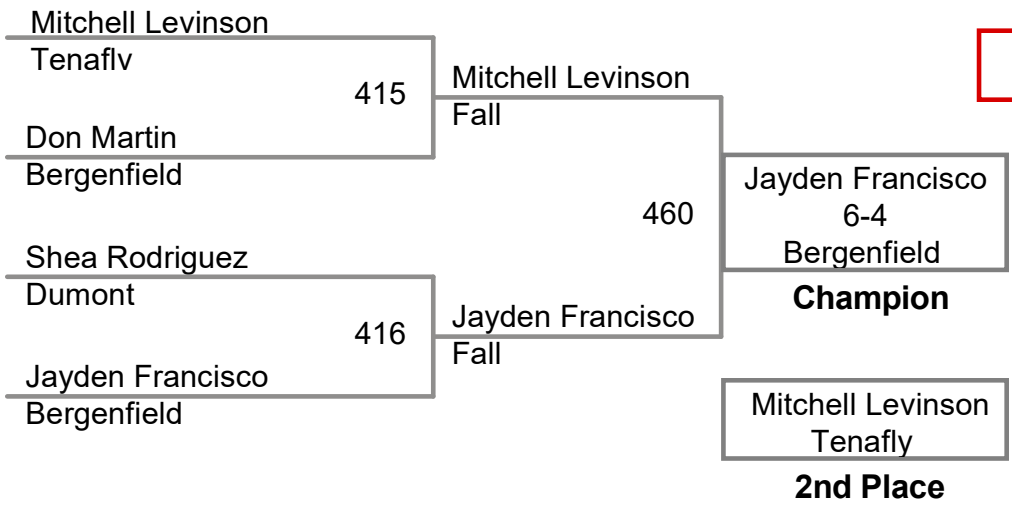 Mitchell Levinson
Tenafly
415
Don Martin
Bergenfield
Mitchell Levinson
Fall
Shea Rodriguez
Dumont
416
Jayden Francisco
Bergenfield
Jayden Francisco
Fall
460
Jayden Francisco
6-4
Bergenfield
Champion
Mitchell Levinson
Tenafly
2nd Place